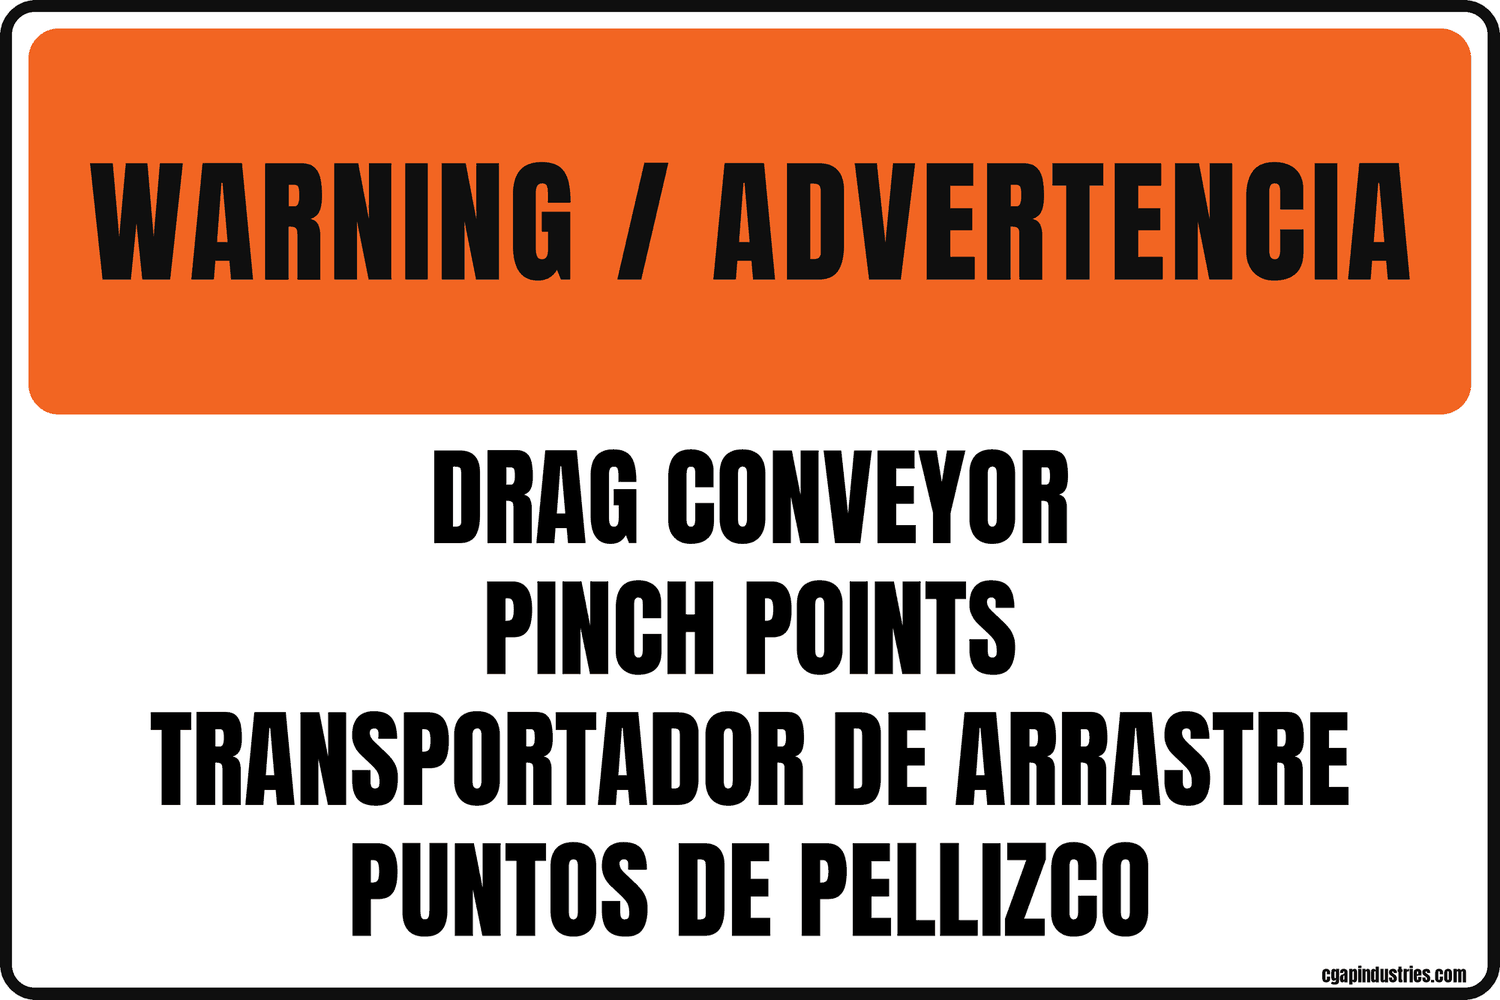 WARNING / ADVERTENCIA
DRAG CONVEYOR
PINCH POINTS
TRANSPORTADOR DE ARRASTRE
PUNTOS DE PELLIZCO
cgapindustries.com